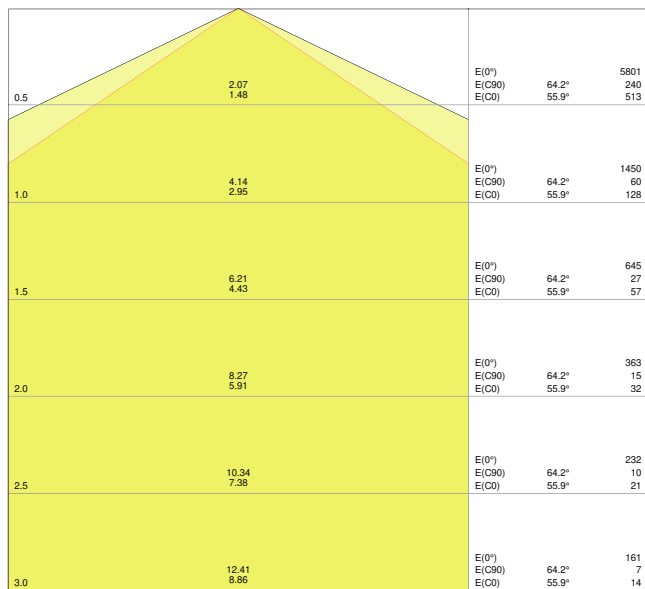 E(0°) 5801
2.07 E(C90) 64.2° 240
0.5 1.48 E(C0) 55.9° 513
E(0°) 1450
4.14 E(C90) 64.2° 60
1.0 2.95 E(C0) 55.9° 128
E(0°) 645
6.21 E(C90) 64.2° 27
1.5 4.43 E(C0) 55.9° 57
E(0°) 363
8.27 E(C90) 64.2° 15
2.0 5.91 E(C0) 55.9° 32
E(0°) 232
10.34 E(C90) 64.2° 10
2.5 7.38 E(C0) 55.9° 21
E(0°) 161
12.41 E(C90) 64.2° 7
3.0 8.86 E(C0) 55.9° 14